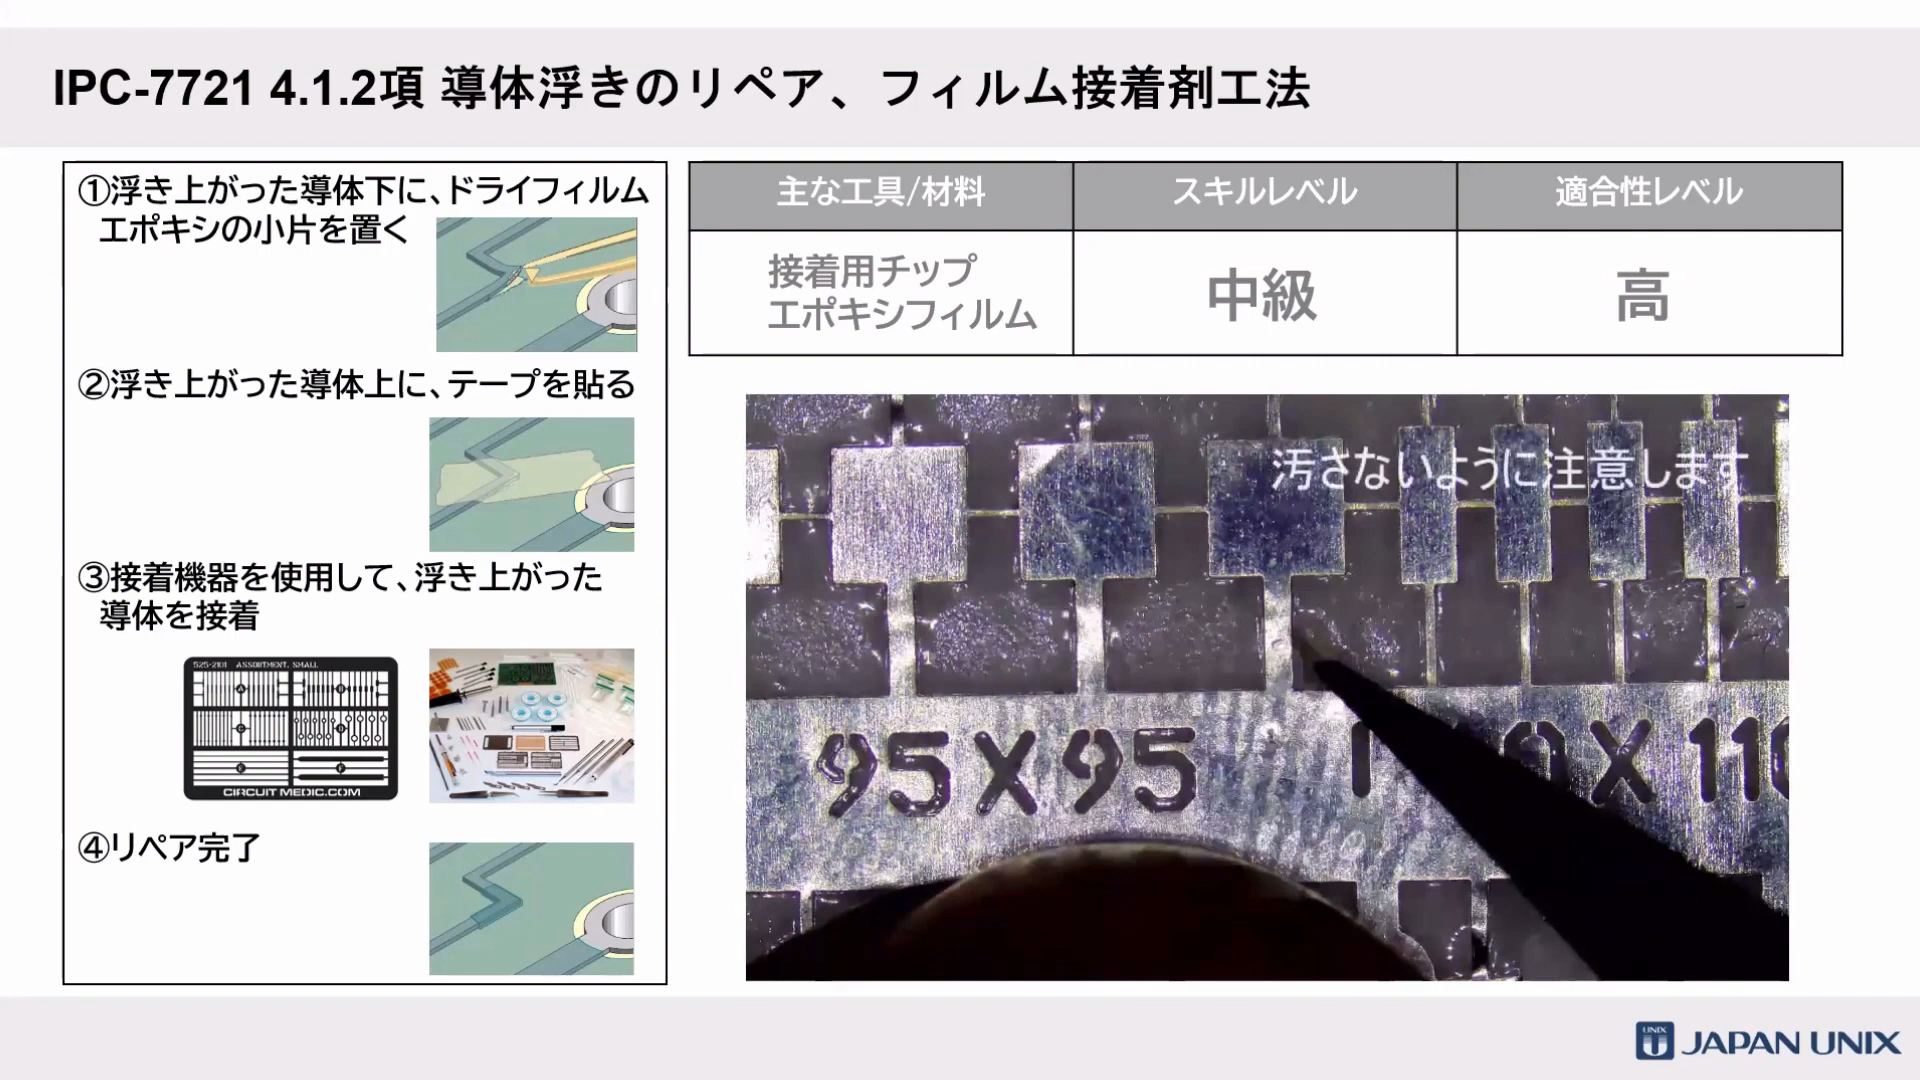 IPC-7721 4.1.2項 導体浮きのリペア、フィルム接着剤工法
①浮き上がった導体下に、ドライフィルム
エポキシの小片を置く
②浮き上がった導体上に、テープを貼る
③接着機器を使用して、浮き上がった
導体を接着
525-2101 ASSORTMENT, SMALL
A
B
E
F
CIRCUIT MEDIC.COM
④リペア完了
主な工具/材料
スキルレベル
適合性レベル
接着用チップ
エポキシフィルム
中級
高
汚さないように注意します
95X95
X110
UNIX
JAPAN UNIX